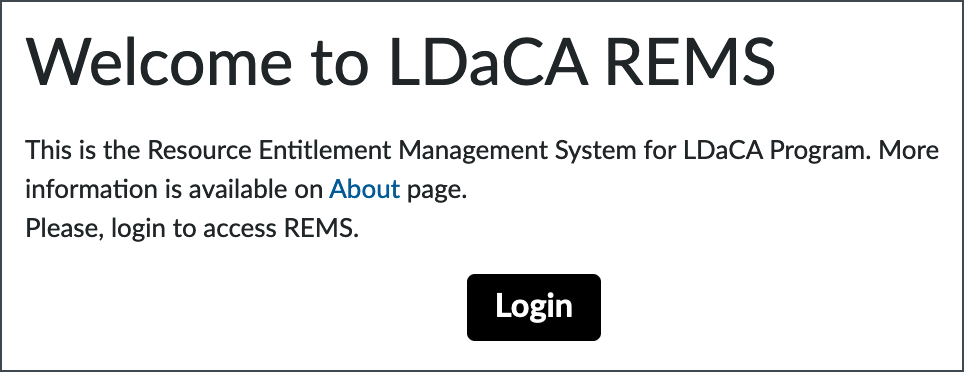 Welcome to LDaCA REMS
This is the Resource Entitlement Management System for LDaCA Program. More
information is available on About page.
Please, login to access REMS.
Login